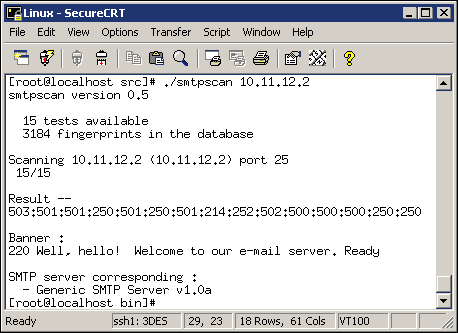 Linux - SecureCRT
File Edit View Options Transfer Script Window Help
[root@localhost src]# ./smtpscan 10.11.12.2
smtpscan version 0.5
15 tests available
3184 fingerprints in the database
Scanning 10.11.12.2 (10.11.12.2) port 25
15/15
Result --
503:501:501:250:501:250:501:214:252:502:500:500:500:250:250
Banner :
220 Well, hello!  Welcome to our e-mail server. Ready
SMTP server corresponding :
- Generic SMTP Server v1.0a
[root@localhost bin]#
Ready ssh1: 3DES 29, 23 18 Rows, 61 Cols VT100